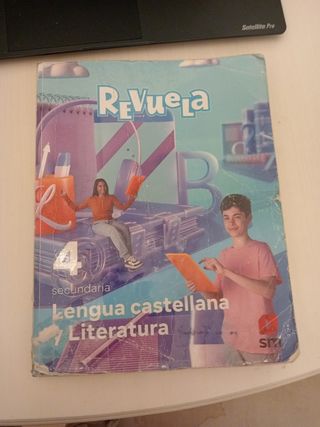 Satellite Pro
REVUELA
4
secundaria
Lengua castellana
y Literatura
sm